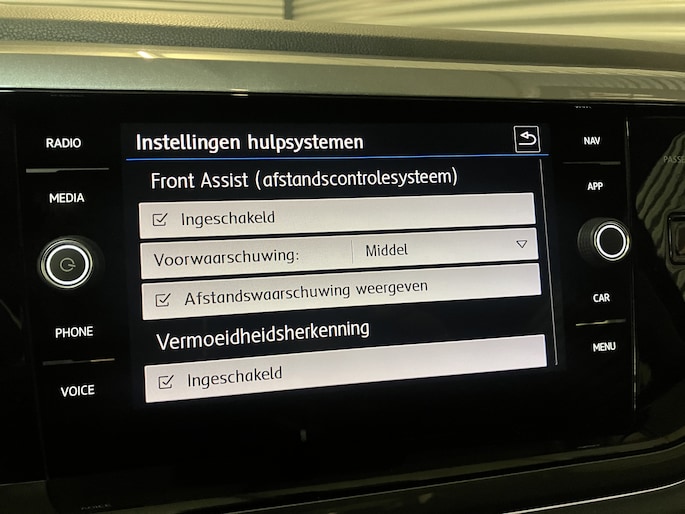 RADIO
MEDIA
PHONE
VOICE
Instellingen hulpsystemen
Front Assist (afstandscontrolesysteem)
Ingeschakeld
Voorwaarschuwing: Middel
Afstandswaarschuwing weergeven
Vermoeidheidsherkenning
Ingeschakeld
NAV
APP
CAR
MENU